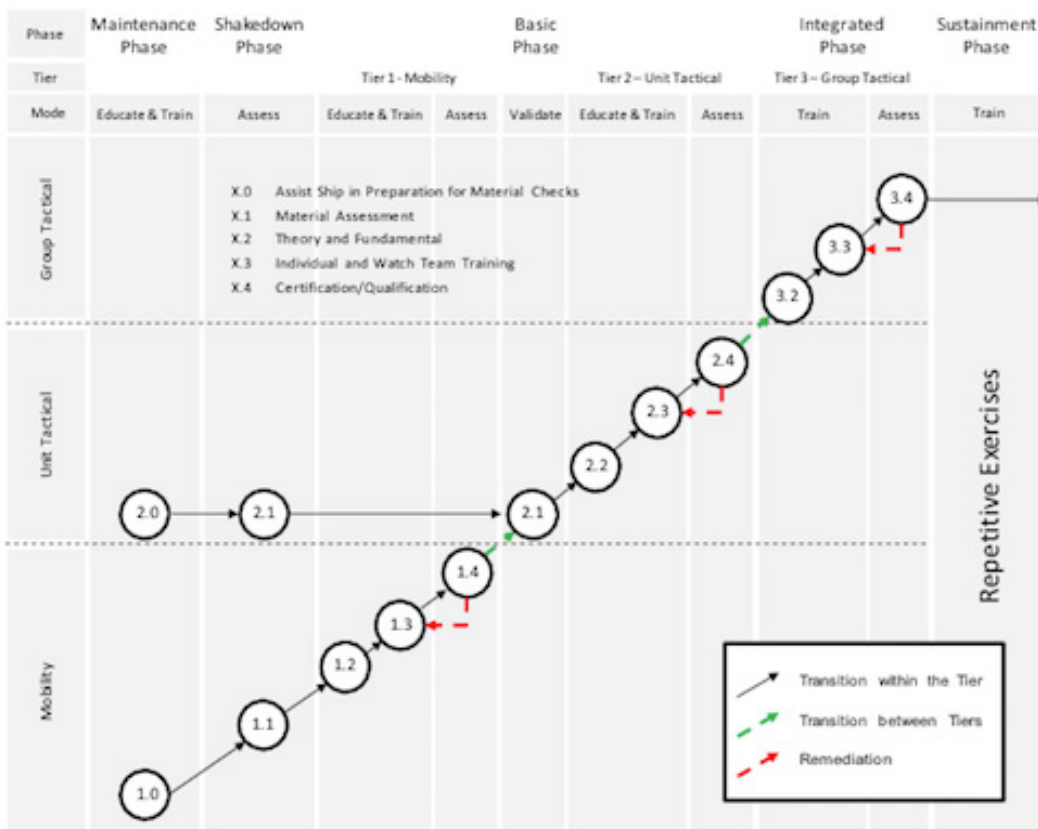 Phase
Maintenance Phase
Shakedown Phase
Basic Phase
Integrated Phase
Sustainment Phase
Tier
Tier 1 - Mobility
Tier 2 – Unit Tactical
Tier 3 – Group Tactical
Mode
Educate & Train
Assess
Educate & Train
Assess
Validate
Educate & Train
Assess
Train
Assess
Train
Group Tactical
X.0 Assist Ship in Preparation for Material Checks
X.1 Material Assessment
X.2 Theory and Fundamental
X.3 Individual and Watch Team Training
X.4 Certification/Qualification
3.4
3.3
3.2
Unit Tactical
2.4
2.3
2.2
2.0
2.1
2.1
Repetitive Exercises
Mobility
1.4
1.3
1.2
1.1
1.0
Transition within the Tier
Transition between Tiers
Remediation